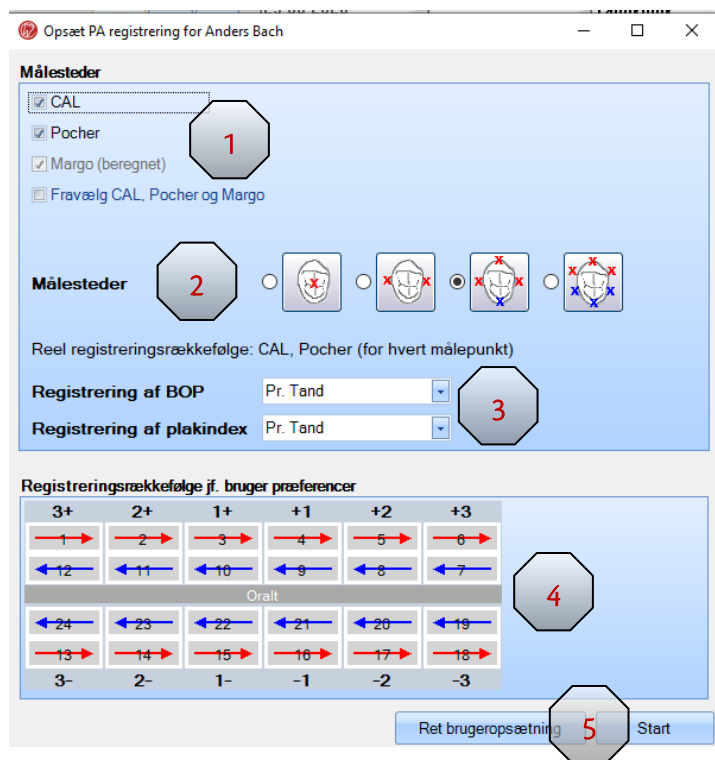 Opsæt PA registrering for Anders Bach
Målesteder
CAL
Pocher
1
Margo (beregnet)
Fravælg CAL, Pocher og Margo
Målesteder
2
x
x x
x x x x
x x x x x x
Reel registreringsrækkefølge: CAL, Pocher (for hvert målepunkt)
Registrering af BOP Pr. Tand
3
Registrering af plakindex Pr. Tand
Registreringsrækkefølge jf. bruger præferencer
3+ 2+ 1+ +1 +2 +3
1 2 3 4 5 6
12 11 10 9 8 7
Oralt
4
24 23 22 21 20 19
13 14 15 16 17 18
3- 2- 1- -1 -2 -3
Ret brugeropsætning 5 Start